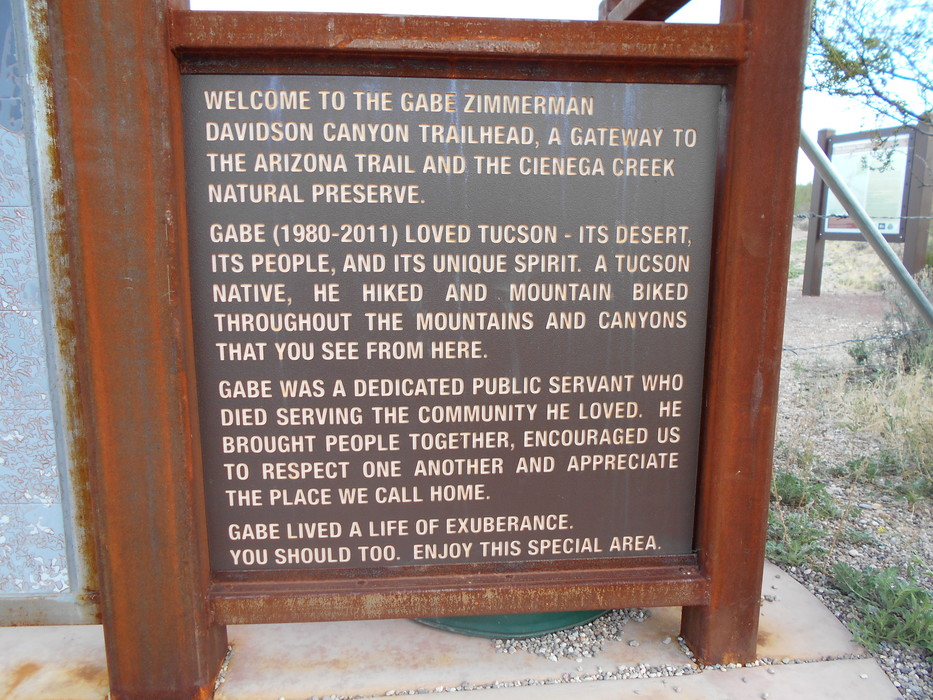 WELCOME TO THE GABE ZIMMERMAN
DAVIDSON CANYON TRAILHEAD, A GATEWAY TO
THE ARIZONA TRAIL AND THE CIENEGA CREEK
NATURAL PRESERVE.
GABE (1980-2011) LOVED TUCSON - ITS DESERT,
ITS PEOPLE, AND ITS UNIQUE SPIRIT. A TUCSON
NATIVE, HE HIKED AND MOUNTAIN BIKED
THROUGHOUT THE MOUNTAINS AND CANYONS
THAT YOU SEE FROM HERE.
GABE WAS A DEDICATED PUBLIC SERVANT WHO
DIED SERVING THE COMMUNITY HE LOVED. HE
BROUGHT PEOPLE TOGETHER, ENCOURAGED US
TO RESPECT ONE ANOTHER AND APPRECIATE
THE PLACE WE CALL HOME.
GABE LIVED A LIFE OF EXUBERANCE.
YOU SHOULD TOO. ENJOY THIS SPECIAL AREA.